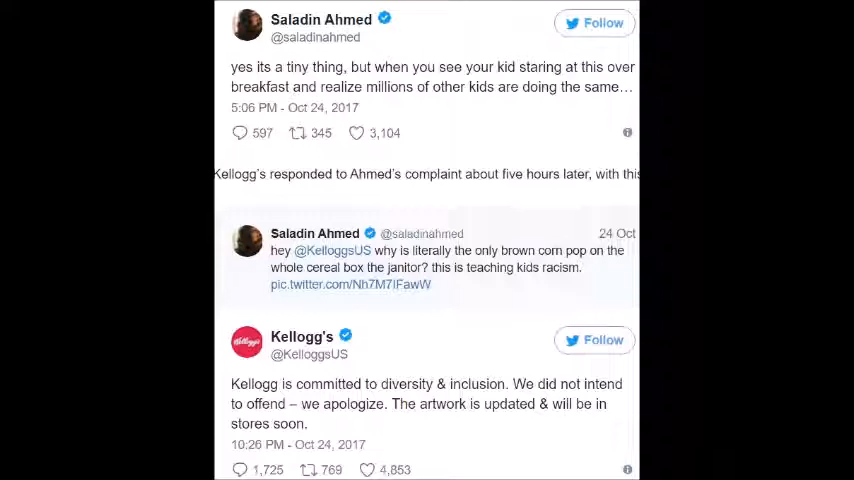 Saladin Ahmed
Follow
@saladinahmed
yes its a tiny thing, but when you see your kid staring at this over
breakfast and realize millions of other kids are doing the same…
5:06 PM - Oct 24, 2017
597 345 3,104
Kellogg's responded to Ahmed's complaint about five hours later, with this
Saladin Ahmed @saladinahmed 24 Oct
hey @KelloggsUS why is literally the only brown corn pop on the
whole cereal box the janitor? this is teaching kids racism.
pic.twitter.com/Nh7M7IFawW
Kellogg's
Follow
@KelloggsUS
Kellogg is committed to diversity & inclusion. We did not intend
to offend – we apologize. The artwork is updated & will be in
stores soon.
10:26 PM - Oct 24, 2017
1,725 769 4,853